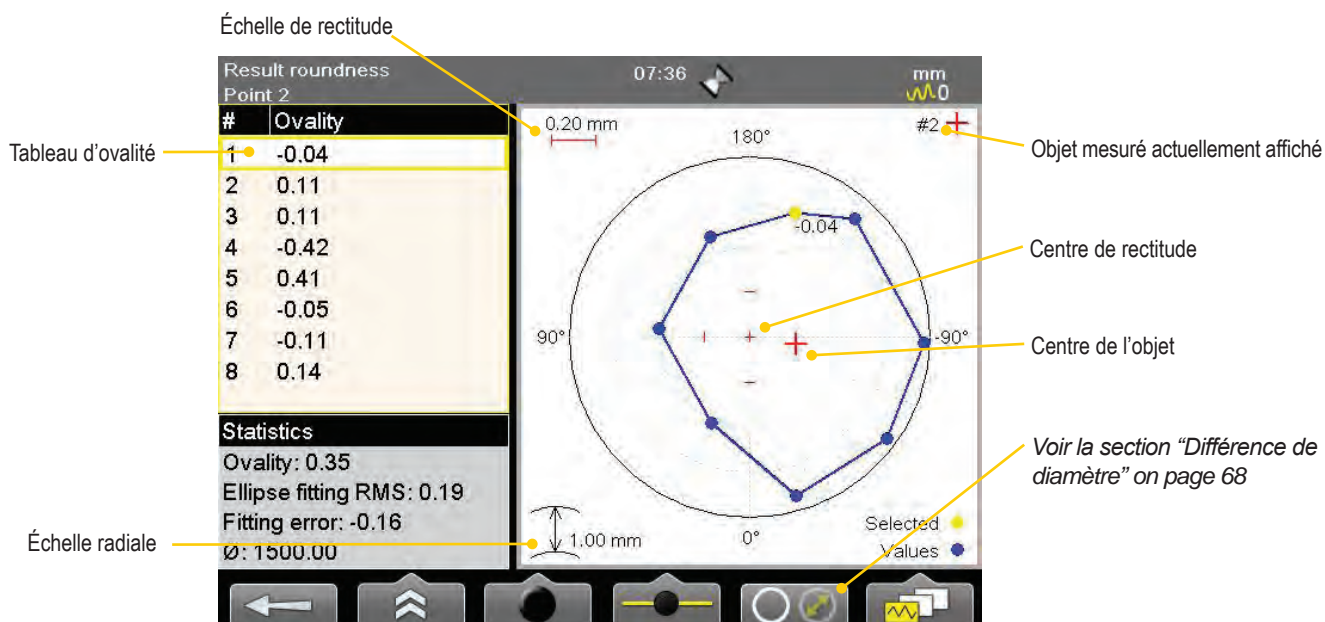 Échelle de rectitude
Result roundness
Point 2
07:36
mm
0
# Ovality
1 -0.04
2 0.11
3 0.11
4 -0.42
5 0.41
6 -0.05
7 -0.11
8 0.14
Statistics
Ovality: 0.35
Ellipse fitting RMS: 0.19
Fitting error: -0.16
Ø: 1500.00
0.20 mm
#2
180°
-0.04
90°
-90°
0°
1.00 mm
Selected
Values
Tableau d’ovalité
Échelle radiale
Objet mesuré actuellement affiché
Centre de rectitude
Centre de l’objet
Voir la section “Différence de
diamètre” on page 68